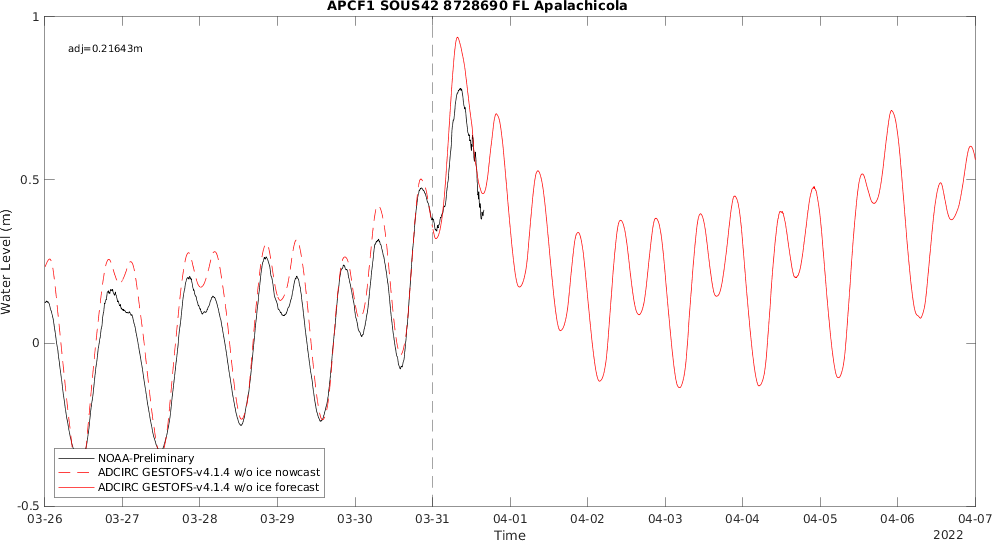 APCF1 SOUS42 8728690 FL Apalachicola
1
adj=0.21643m
0.5
Water Level (m)
0
NOAA-Preliminary
ADCIRC GESTOFS-v4.1.4 w/o ice nowcast
ADCIRC GESTOFS-v4.1.4 w/o ice forecast
-0.5
03-26 03-27 03-28 03-29 03-30 03-31 04-01 04-02 04-03 04-04 04-05 04-06 04-07
Time
2022